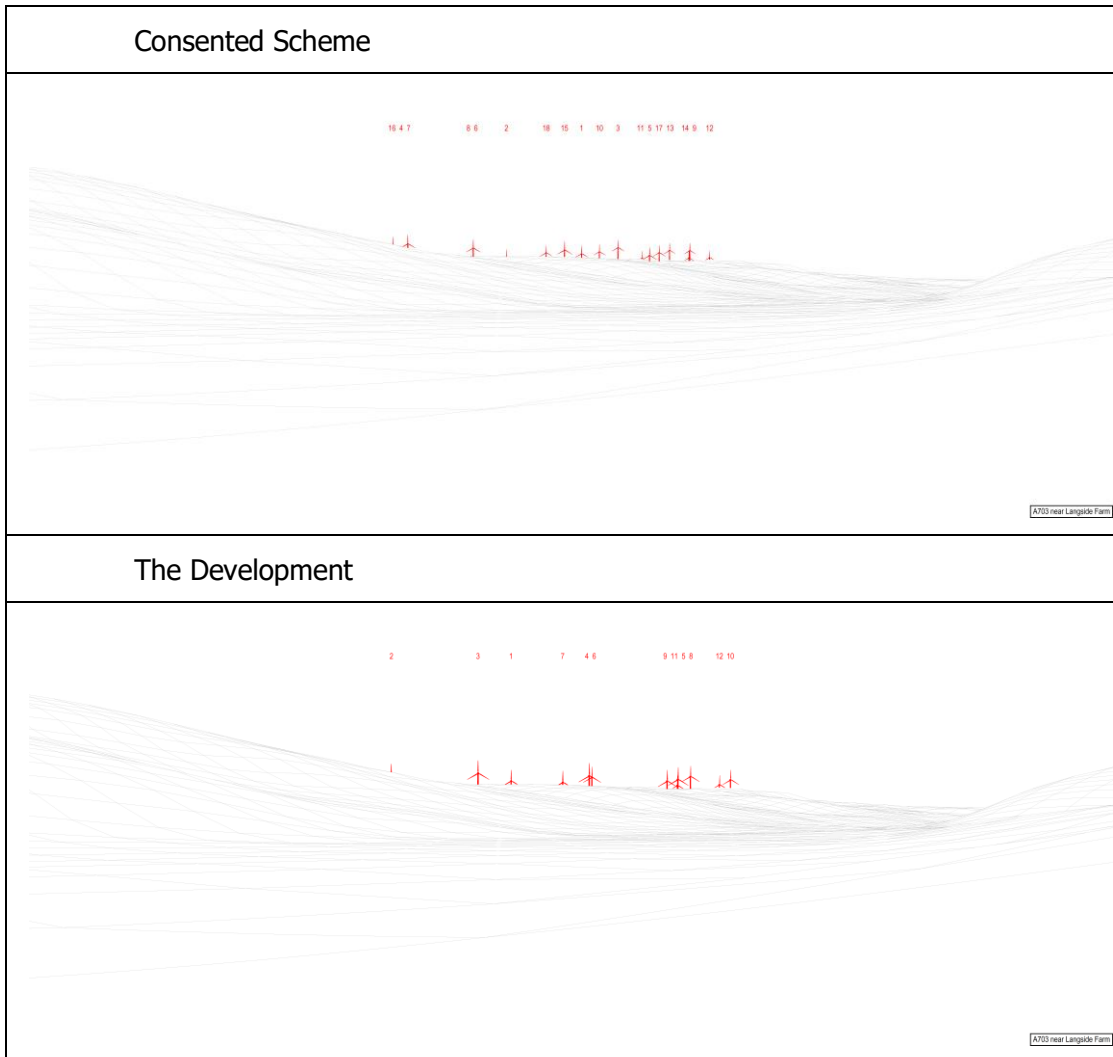 Consented Scheme
16 4 7 8 6 2 18 15 1 10 3 11 5 17 13 14 9 12
A703 near Langside Farm
The Development
2 3 1 7 4 6 9 11 5 8 12 10
A703 near Langside Farm